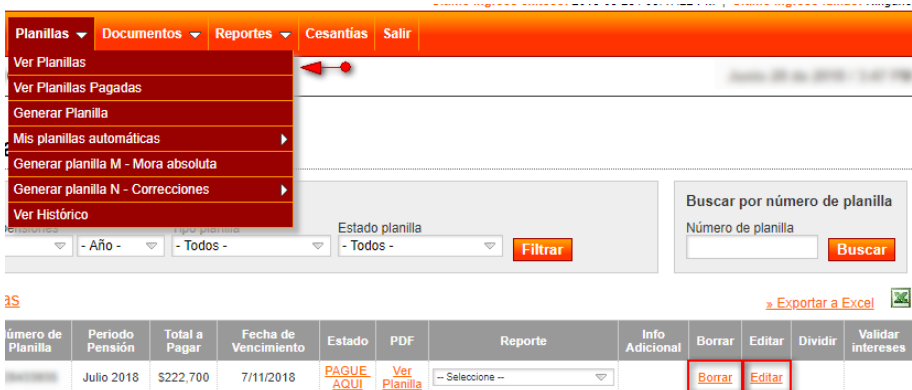 Planillas Documentos Reportes Cesantías Salir
Ver Planillas
Ver Planillas Pagadas
Generar Planilla
Mis planillas automáticas
Generar planilla M - Mora absoluta
Generar planilla N - Correcciones
Ver Histórico
Buscar por número de planilla
Estado planilla
Número de planilla
- Año -
- Todos -
- Todos -
Filtrar
Buscar
» Exportar a Excel
Número de Planilla
Periodo Pensión
Total a Pagar
Fecha de Vencimiento
Estado
PDF
Reporte
Info Adicional
Borrar
Editar
Dividir
Validar intereses
Julio 2018
$222,700
7/11/2018
PAGUE AQUI
Ver Planilla
-- Seleccione --
Borrar
Editar